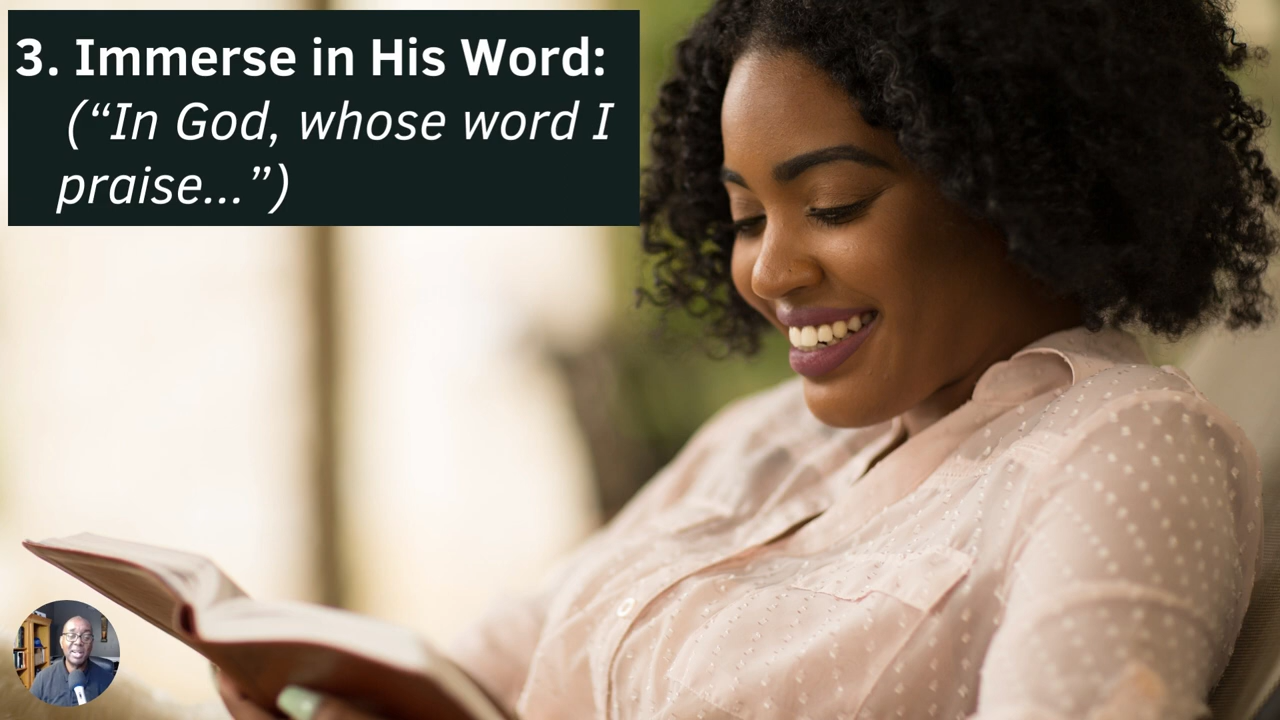 3. Immerse in His Word:
(“In God, whose word I
praise...”)